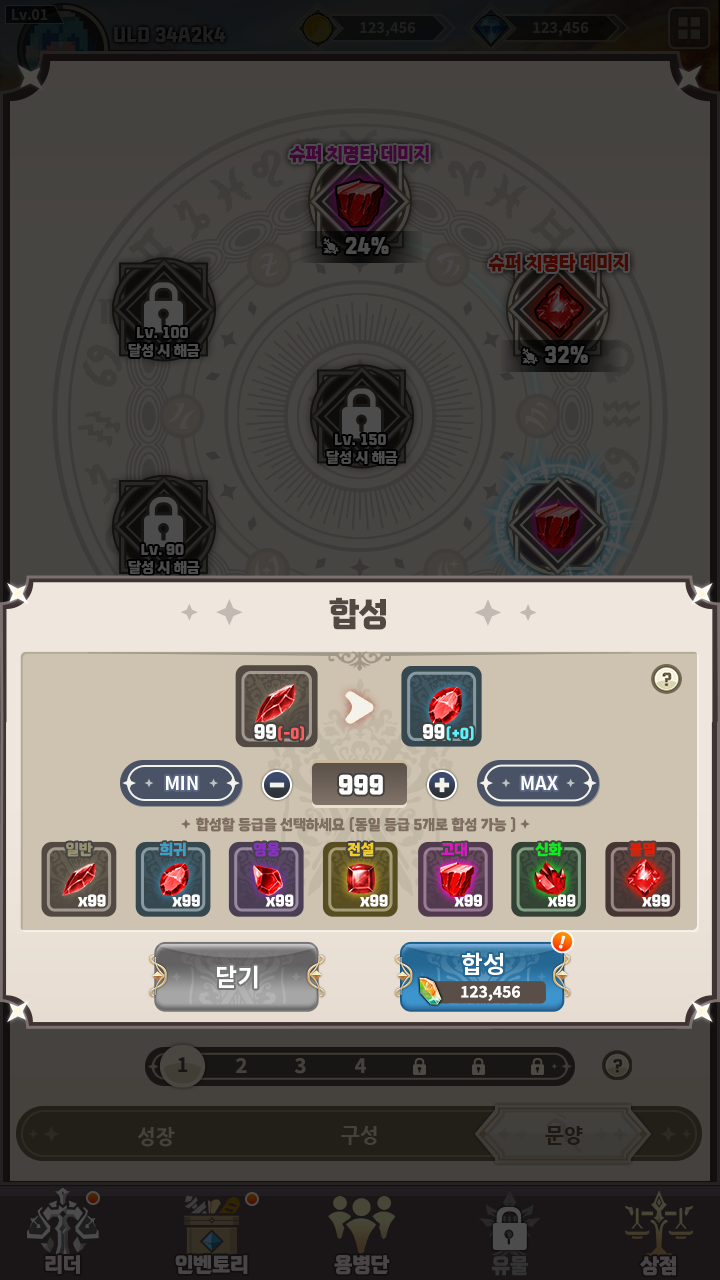 Lv.01
ULD 34A2k4
123,456
123,456
슈퍼 치명타 데미지
24%
슈퍼 치명타 데미지
32%
Lv. 100
달성 시 해금
Lv. 150
달성 시 해금
Lv. 90
달성 시 해금
합성
?
99(-0)
99(+0)
MIN
999
MAX
합성할 등급을 선택하세요 (동일 등급 5개로 합성 가능 )
일반
희귀
영웅
전설
고대
신화
불멸
x99
x99
x99
x99
x99
x99
x99
닫기
합성
!
123,456
1 2 3 4
?
성장
구성
문양
리더
인벤토리
용병단
유물
상점